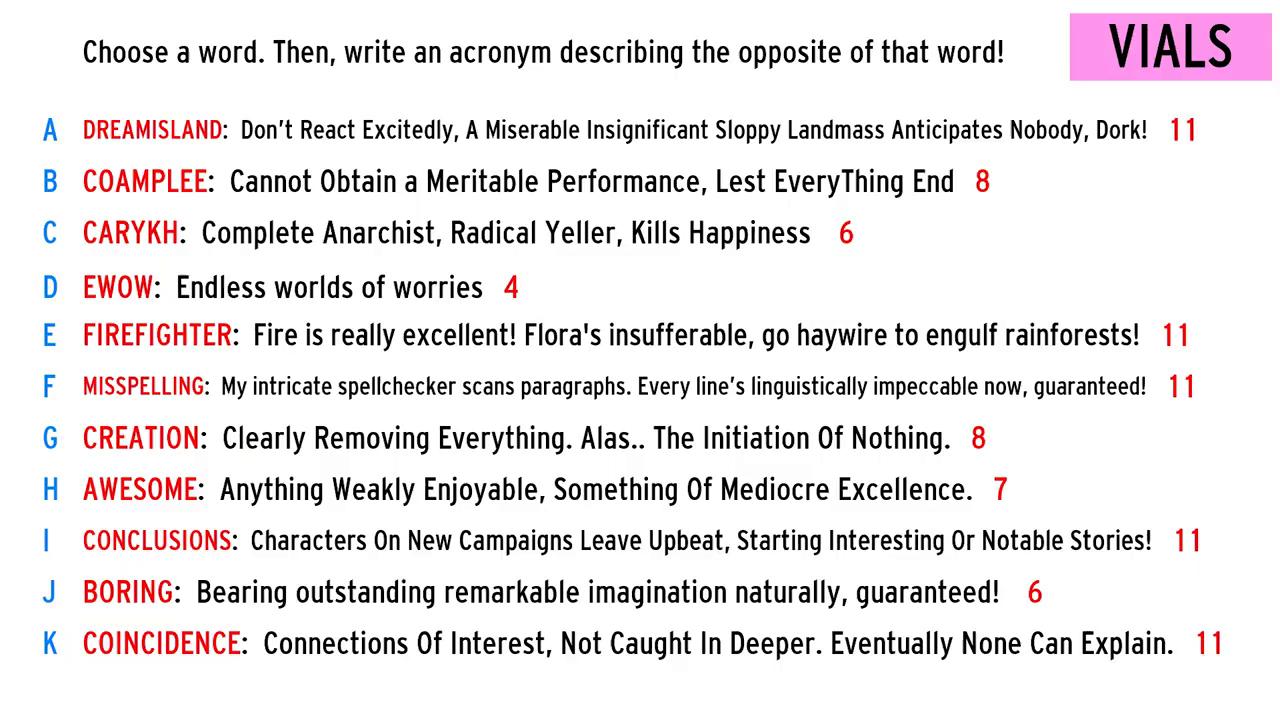 Choose a word. Then, write an acronym describing the opposite of that word!
VIALS
A DREAMISLAND: Don't React Excitedly, A Miserable Insignificant Sloppy Landmass Anticipates Nobody, Dork! 11
B COAMPLEE: Cannot Obtain a Meritable Performance, Lest EveryThing End 8
C CARYKH: Complete Anarchist, Radical Yeller, Kills Happiness 6
D EWOW: Endless worlds of worries 4
E FIREFIGHTER: Fire is really excellent! Flora's insufferable, go haywire to engulf rainforests! 11
F MISSPELLING: My intricate spellchecker scans paragraphs. Every line's linguistically impeccable now, guaranteed! 11
G CREATION: Clearly Removing Everything. Alas.. The Initiation Of Nothing. 8
H AWESOME: Anything Weakly Enjoyable, Something Of Mediocre Excellence. 7
I CONCLUSIONS: Characters On New Campaigns Leave Upbeat, Starting Interesting Or Notable Stories! 11
J BORING: Bearing outstanding remarkable imagination naturally, guaranteed! 6
K COINCIDENCE: Connections Of Interest, Not Caught In Deeper. Eventually None Can Explain. 11